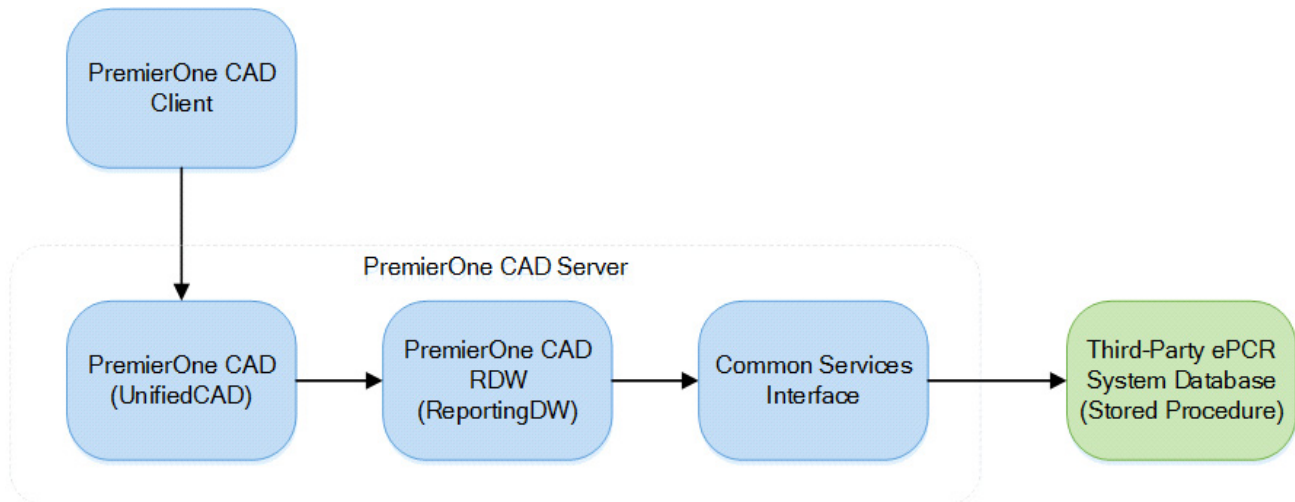 PremierOne CAD
Client
PremierOne CAD Server
PremierOne CAD
(UnifiedCAD)
PremierOne CAD
RDW
(ReportingDW)
Common Services
Interface
Third-Party ePCR
System Database
(Stored Procedure)